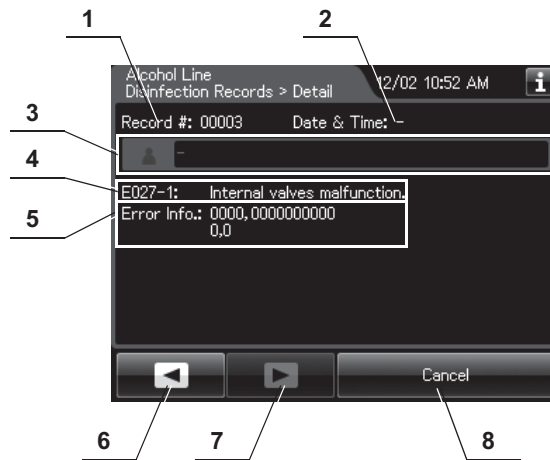 1
2
Alcohol Line
Disinfection Records > Detail
2/02 10:52 AM
i
3
Record #: 00003
Date & Time: -
-
4
E027-1: Internal valves malfunction.
5
Error Info.: 0000,0000000000
0,0
Cancel
6
7
8